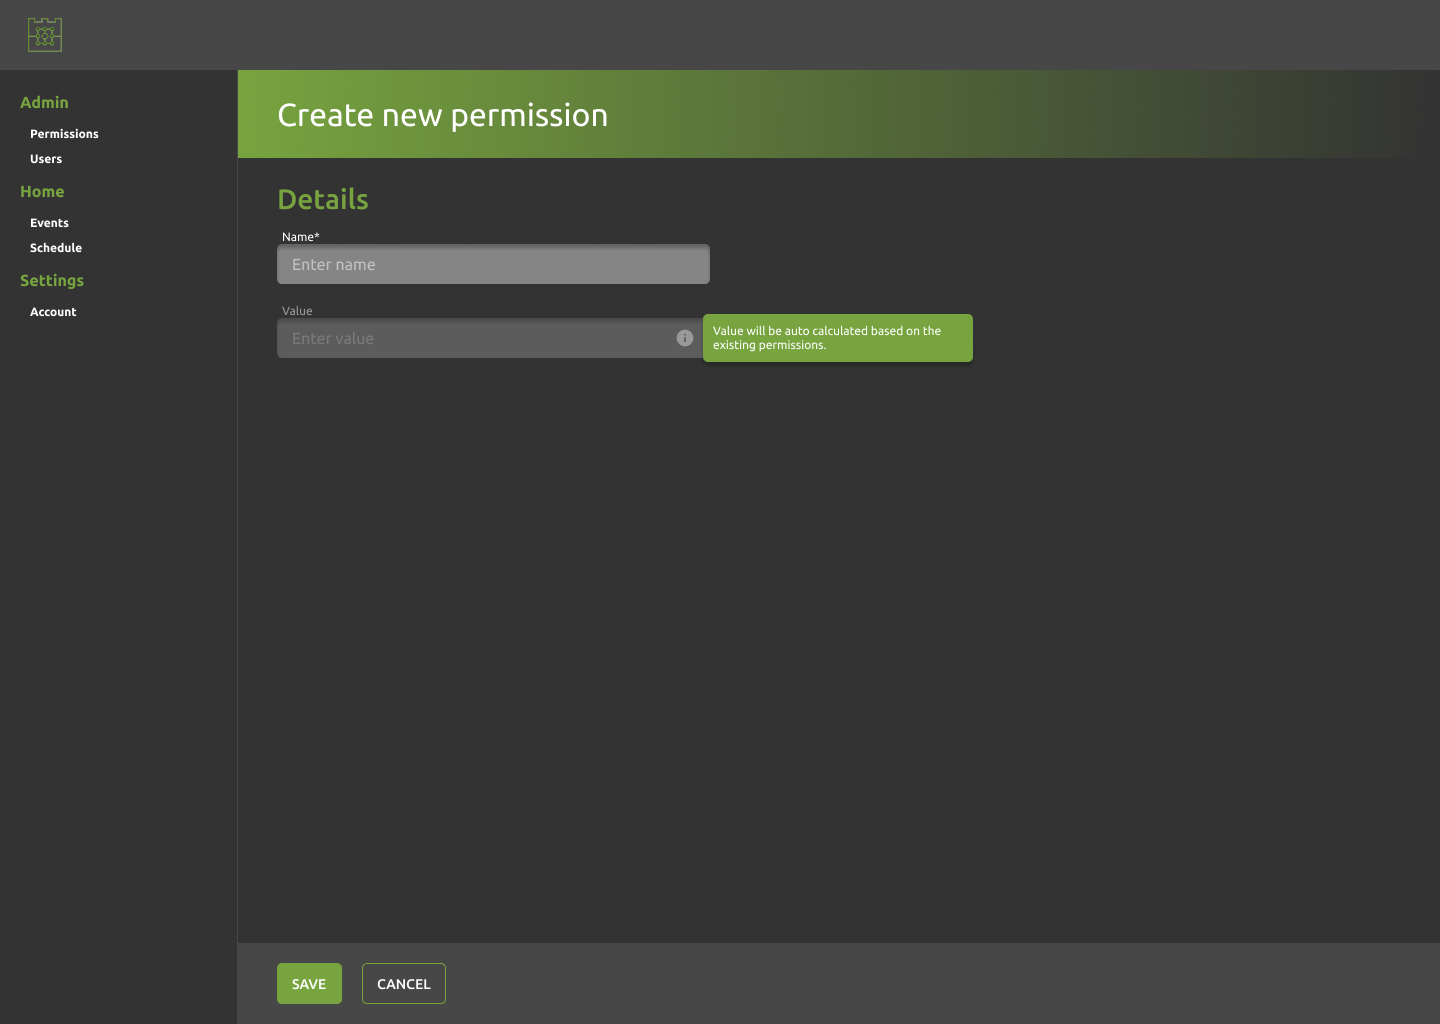 Admin
Permissions
Users
Home
Events
Schedule
Settings
Account
Create new permission
Details
Name*
Enter name
Value
Enter value
Value will be auto calculated based on the
existing permissions.
SAVE
CANCEL